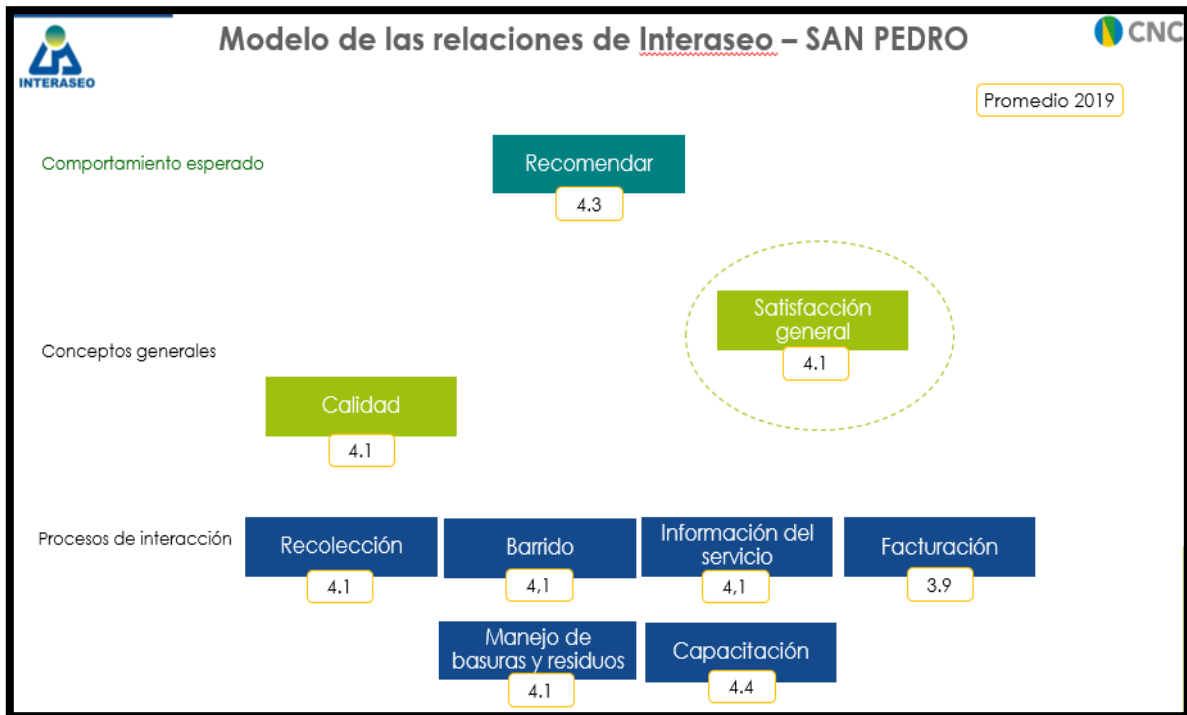 Modelo de las relaciones de Interaseo – SAN PEDRO
INTERASEO
CNC
Promedio 2019
Comportamiento esperado
Recomendar
4.3
Conceptos generales
Satisfacción
general
4.1
Calidad
4.1
Procesos de interacción
Recolección
4.1
Barrido
4,1
Información del
servicio
4,1
Facturación
3.9
Manejo de
basuras y residuos
4.1
Capacitación
4.4